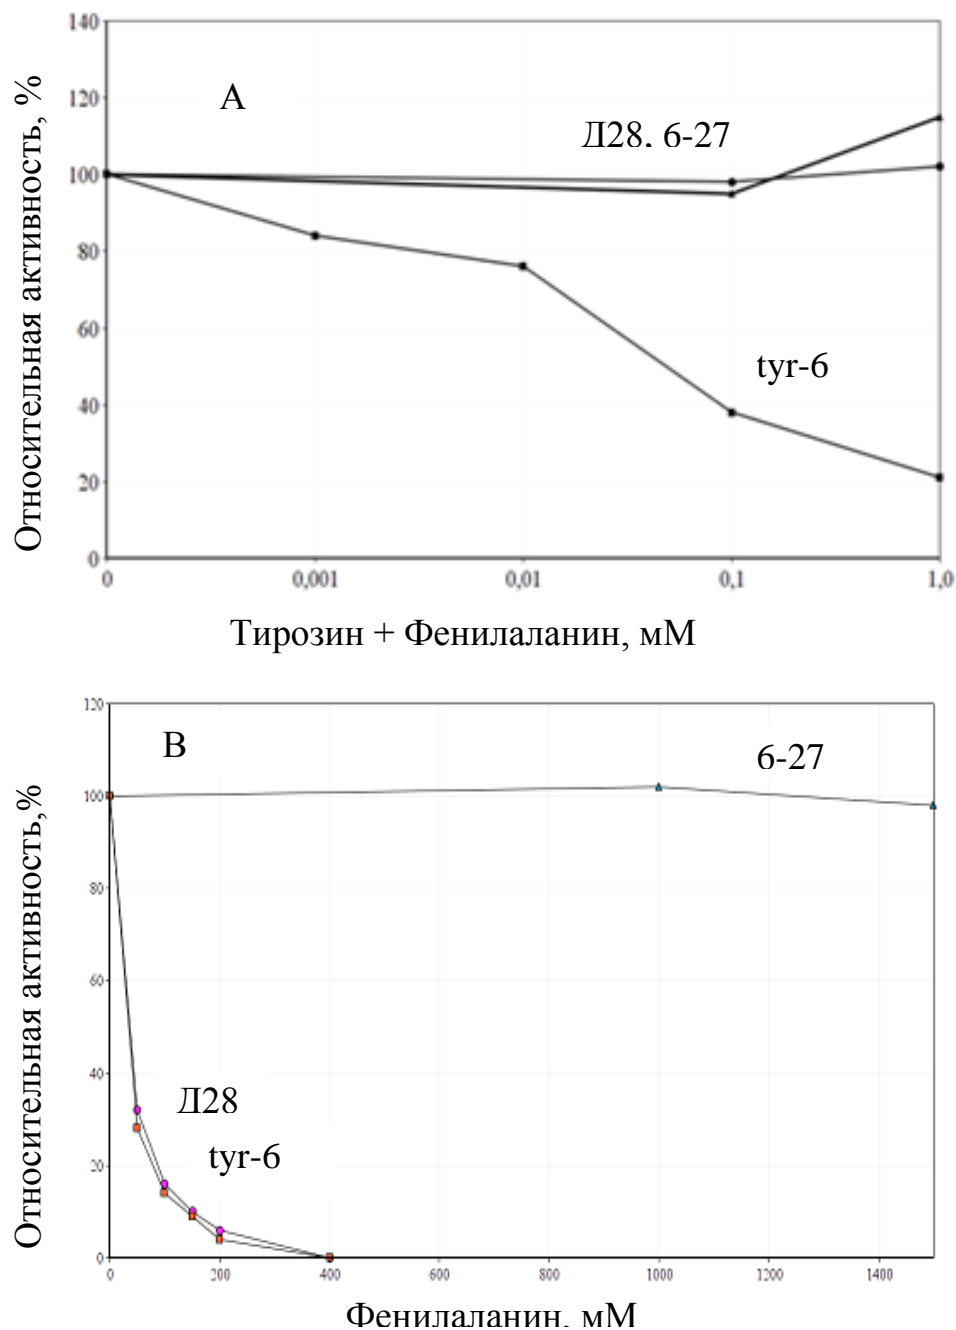 140
120
100
80
60
40
20
0
0 0,001 0,01 0,1 1,0
Относительная активность, %
A
Д28, 6-27
tyr-6
Тирозин + Фенилаланин, мМ
120
100
80
60
40
20
0
0 200 400 600 800 1000 1200 1400
Относительная активность,%
B
6-27
Д28
tyr-6
Фенилаланин, мМ